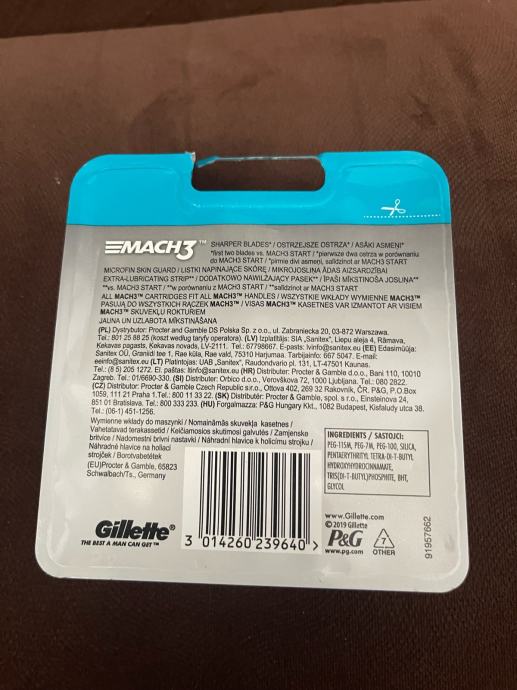 MACH3™ SHARPER BLADES* / OSTRZEJSZE OSTRZA* / ASĀKI ASMEŅI*
*first two blades vs. MACH3 START / *pierwsze dwa ostrza w porównaniu
do MACH3 START / *pirmie divi asmeņi, salīdzinot ar MACH3 START
MICROFIN SKIN GUARD / LISTKI NAPINAJĄCE SKÓRĘ / MIKROJOSLIŅA ĀDAS AIZSARDZĪBAI
EXTRA-LUBRICATING STRIP** / DODATKOWO NAWILŻAJĄCY PASEK** / ĪPAŠI MĪKSTINOŠA JOSLIŅA**
**vs. MACH3 START / **w porównaniu z MACH3 START / **salīdzinot ar MACH3 START
ALL MACH3™ CARTRIDGES FIT ALL MACH3™ HANDLES / WSZYSTKIE WKŁADY WYMIENNE MACH3™
PASUJĄ DO WSZYSTKICH RĄCZEK MACH3™ / VISAS MACH3™ KASETNES VAR IZMANTOT AR VISIEM
MACH3™ SKUVEKĻU ROKTURIEM
JAUNA UN UZLABOTA MĪKSTINĀŠANA
(PL) Dystrybutor: Procter and Gamble DS Polska Sp. z o.o., ul. Zabraniecka 20, 03-872 Warszawa.
Tel.: 801 25 88 25 (koszt według taryfy operatora). (LV) Izplatītājs: SIA „Sanitex”, Liepu aleja 4, Rāmava,
Ķekavas pagasts, Ķekavas novads, LV-2111. Tel.: 67798667. E-pasts: lvinfo@sanitex.eu (EE) Edasimüüja:
Sanitex OÜ, Graniidi tee 1, Rae küla, Rae vald, 75310 Harjumaa. Tarbijainfo: 667 5047. E-mail:
eeinfo@sanitex.eu (LT) Platintojas: UAB „Sanitex”, Raudondvario pl. 131, LT-47501 Kaunas.
Tel.: (8 5) 205 1272. El. paštas: ltinfo@sanitex.eu (HR) Distributer: Procter & Gamble d.o.o., Bani 110, 10010
Zagreb. Tel.: 01/6690-330. (SI) Distributer: Orbico d.o.o., Verovškova 72, 1000 Ljubljana. Tel.: 080 2822.
(CZ) Distributor: Procter & Gamble Czech Republic s.r.o., Ottova 402, 269 32 Rakovník, ČR. P&G, P.O.Box
1059, 111 21 Praha 1.Tel.: 800 11 33 22. (SK) Distribútor: Procter & Gamble, spol. s r.o., Einsteinova 24,
851 01 Bratislava. Tel.: 800 333 233. (HU) Forgalmazza: P&G Hungary Kkt., 1082 Budapest, Kisfaludy utca 38.
Tel.: (06-1) 451-1256.
Wymienne wkłady do maszynki / Nomaināmās skuvekļa kasetnes /
Vahetatavad terakassetid / Keičiamosios skutimosi galvutės / Zamjenske
britvice / Nadomestni brivni nastavki / Náhradní hlavice k holicímu strojku /
Náhradné hlavice na holiaci
strojček / Borotvabetétek
(EU)Procter & Gamble, 65823
Schwalbach/Ts., Germany
INGREDIENTS / SASTOJCI:
PEG-115M, PEG-7M, PEG-100, SILICA,
PENTAERYTHRITYL TETRA-DI-T-BUTYL
HYDROXYHYDROCINNAMATE,
TRIS(DI-T-BUTYL)PHOSPHITE, BHT,
GLYCOL
Gillette®
THE BEST A MAN CAN GET™
3 014260 239640 >
www.Gillette.com
© 2019 Gillette
P&G
www.pg.com
7
OTHER
91957662